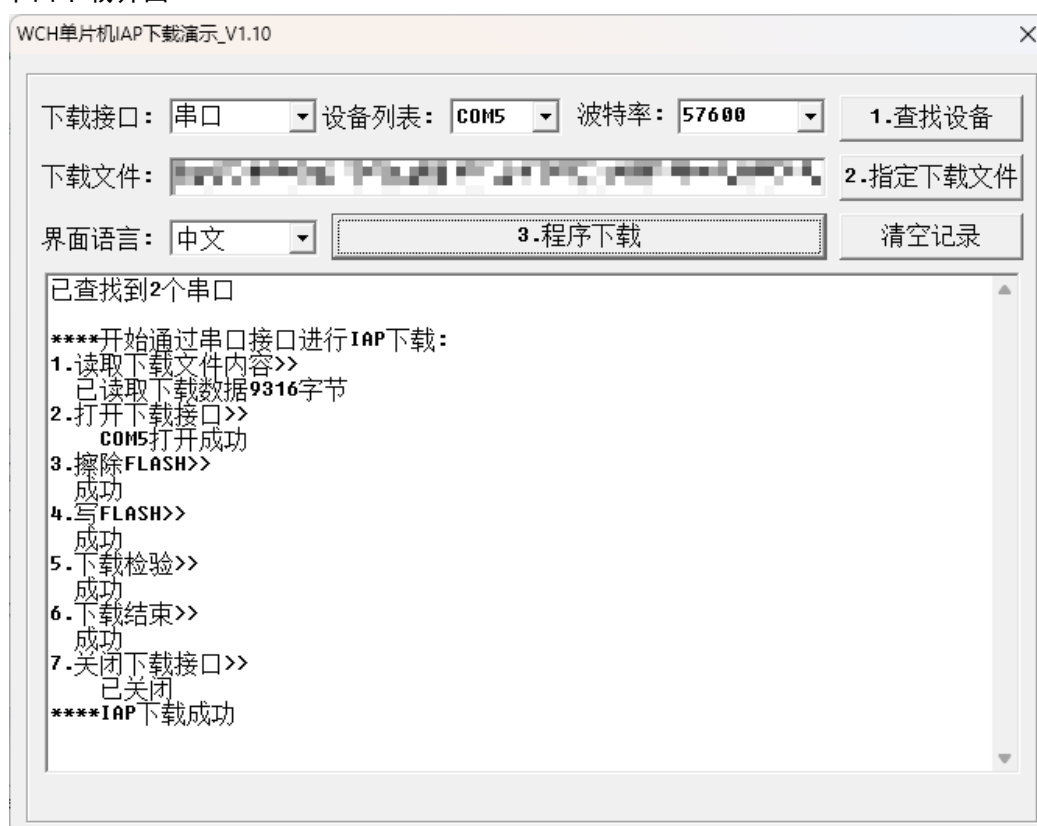 WCH单片机IAP下载演示_V1.10
下载接口： 串口 设备列表： COM5 波特率： 57600 1.查找设备
下载文件： 2.指定下载文件
界面语言： 中文 3.程序下载 清空记录
已查找到2个串口
****开始通过串口接口进行IAP下载：
1.读取下载文件内容>>
已读取下载数据9316字节
2.打开下载接口>>
COM5打开成功
3.擦除FLASH>>
成功
4.写FLASH>>
成功
5.下载检验>>
成功
6.下载结束>>
成功
7.关闭下载接口>>
已关闭
****IAP下载成功